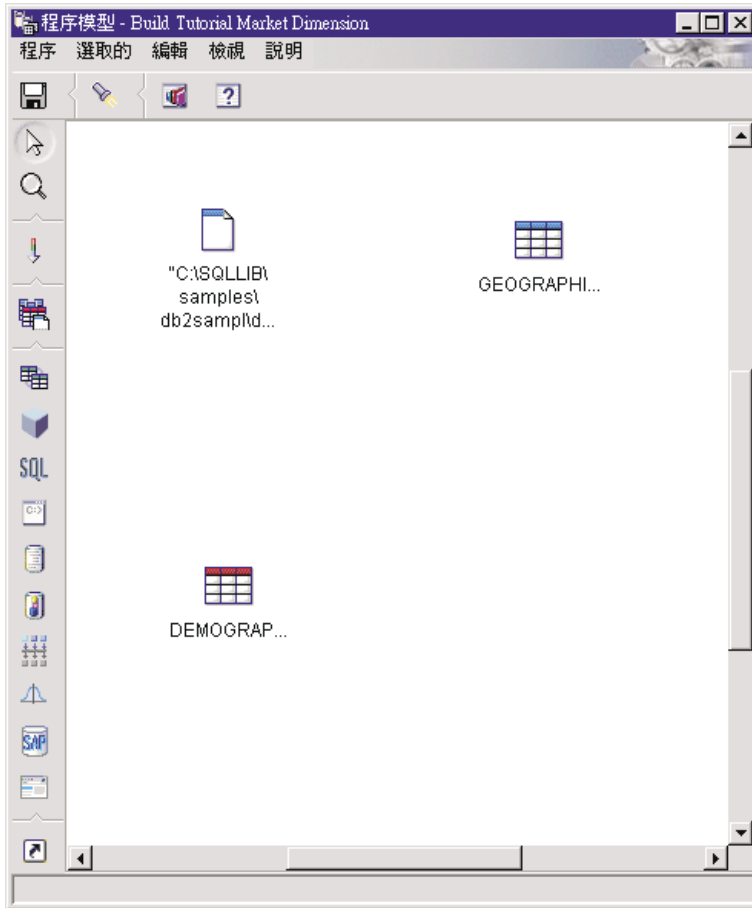 程序模型 - Build Tutorial Market Dimension
程序 選取的 編輯 檢視 說明
?
"C:\SQLLIB\
samples\
db2sampl\d...
GEOGRAPHI...
SQL
C:>
DEMOGRAP...
SAP